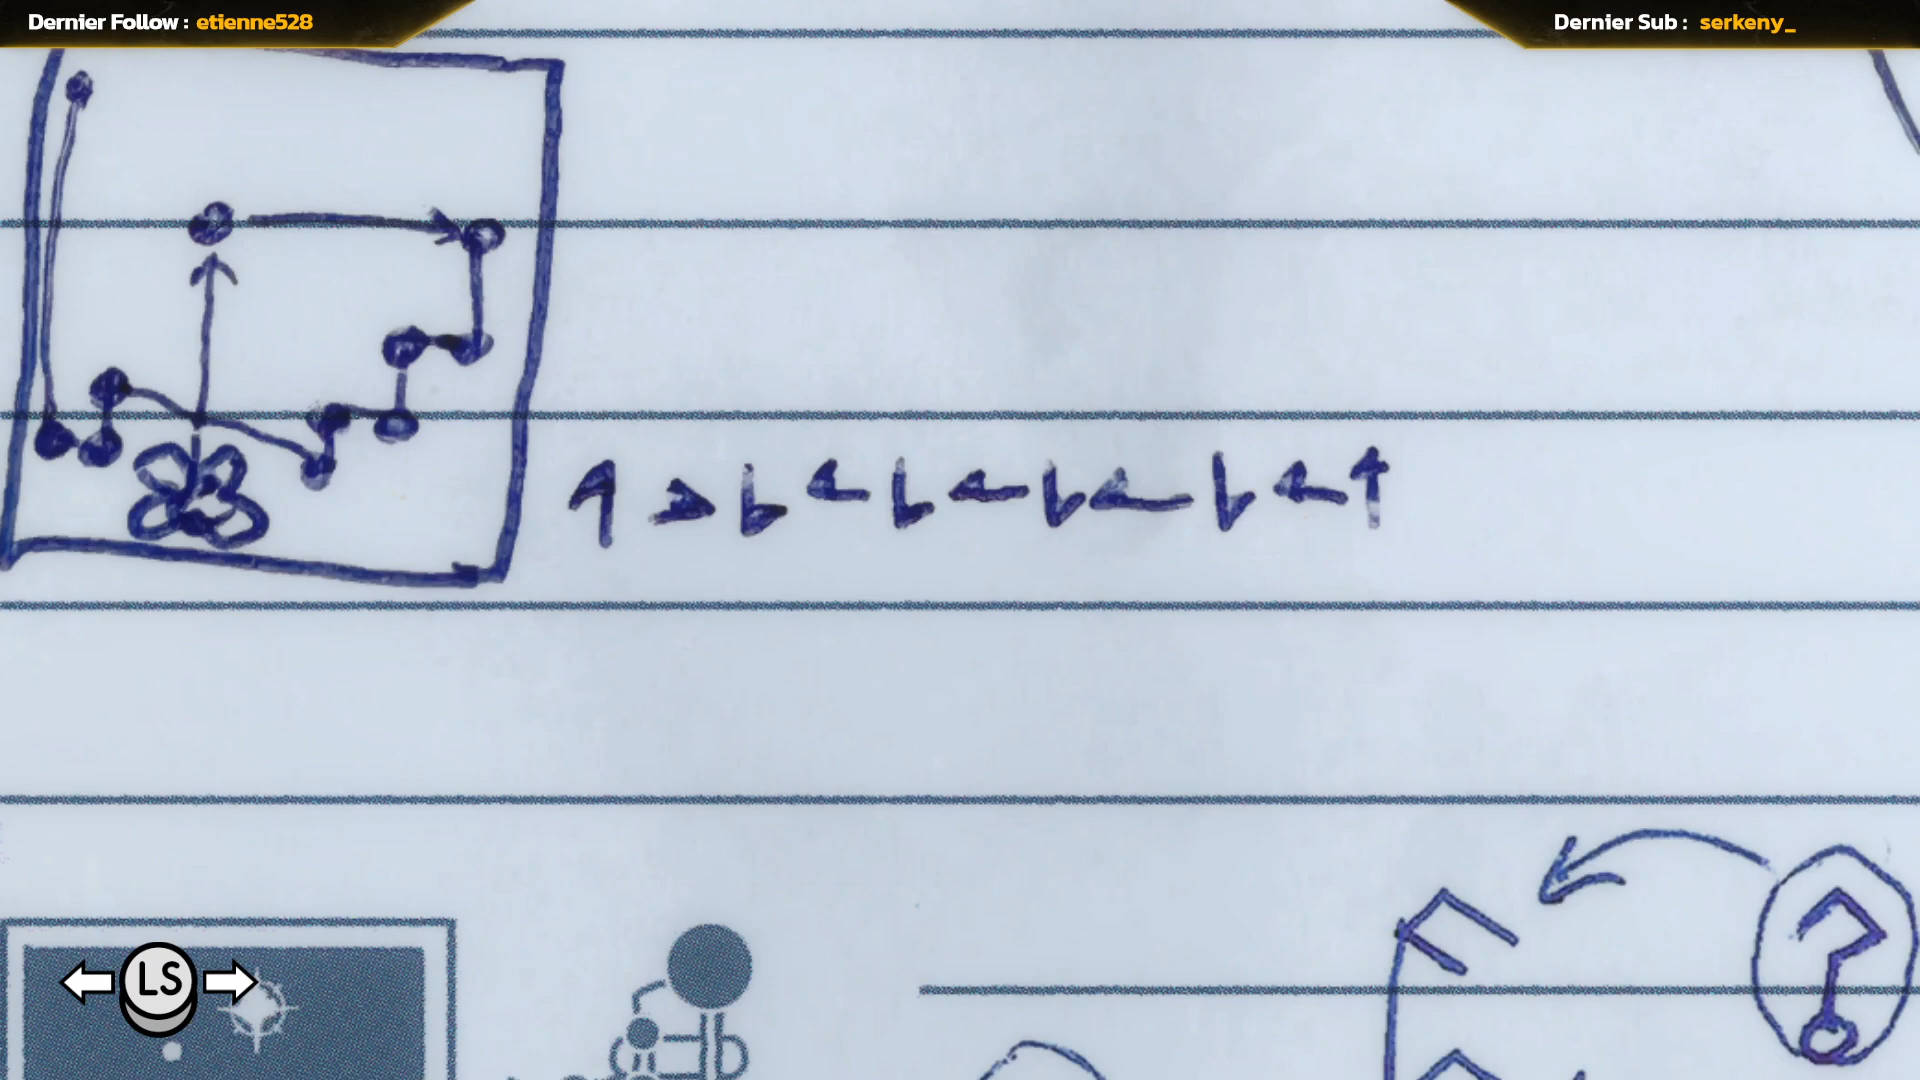 Dernier Follow : etienne528
Dernier Sub : serkeny_
↑ → ↓ ← ↓ ← ↓ ← ↓ ← ↑
?
LS